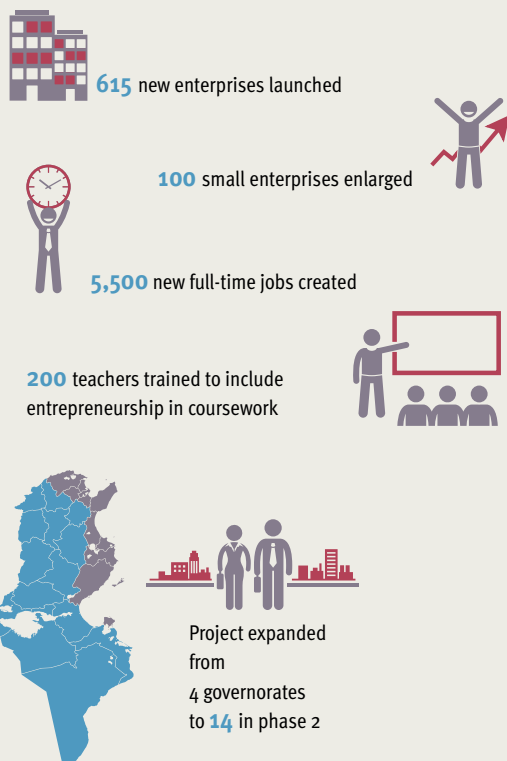 615 new enterprises launched
100 small enterprises enlarged
5,500 new full-time jobs created
200 teachers trained to include
entrepreneurship in coursework
Project expanded
from
4 governorates
to 14 in phase 2